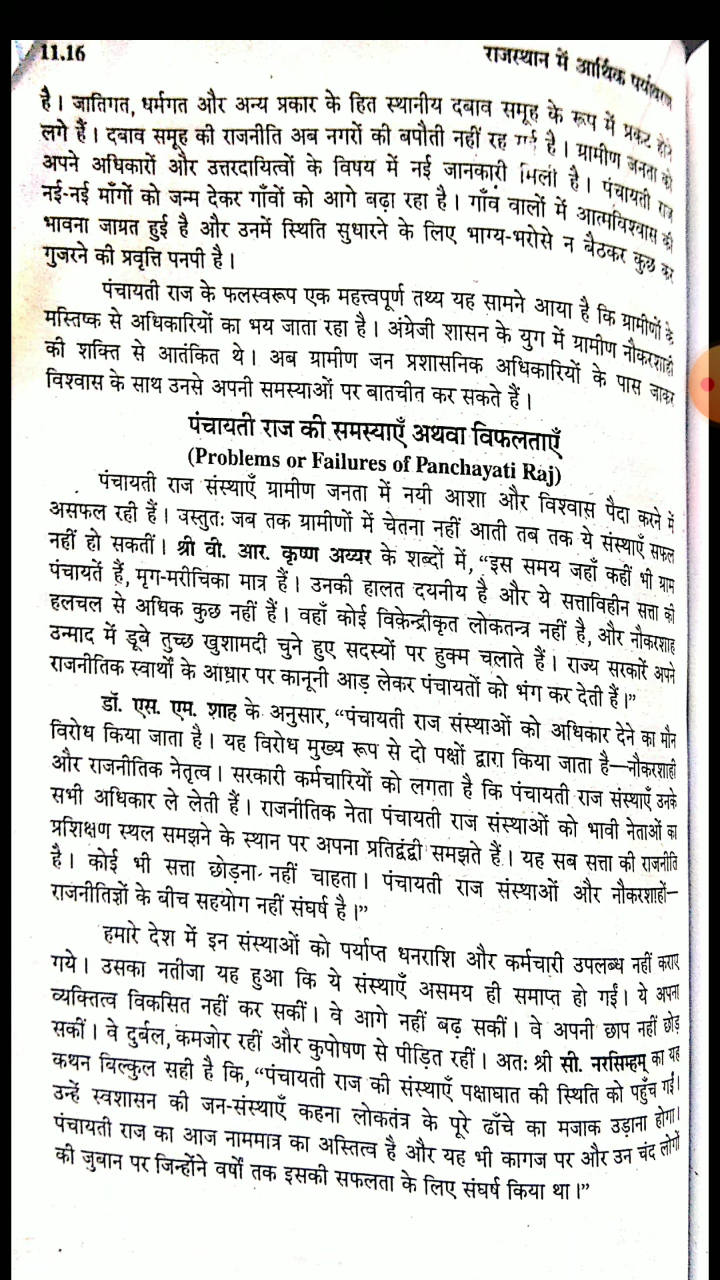 11.16
राजस्थान में आर्थिक पर्यावरण
है। जातिगत, धर्मगत और अन्य प्रकार के हित स्थानीय दबाव समूह के रूप में प्रकट होने
लगे हैं। दबाव समूह की राजनीति अब नगरों की बपौती नहीं रह गई है। ग्रामीण जनता को
अपने अधिकारों और उत्तरदायित्वों के विषय में नई जानकारी मिली है। पंचायती राज
नई-नई माँगों को जन्म देकर गाँवों को आगे बढ़ा रहा है। गाँव वालों में आत्मविश्वास की
भावना जाग्रत हुई है और उनमें स्थिति सुधारने के लिए भाग्य-भरोसे न बैठकर कुछ कर
गुजरने की प्रवृत्ति पनपी है।
पंचायती राज के फलस्वरूप एक महत्त्वपूर्ण तथ्य यह सामने आया है कि ग्रामीणों के
मस्तिष्क से अधिकारियों का भय जाता रहा है। अंग्रेजी शासन के युग में ग्रामीण नौकरशाही
की शक्ति से आतंकित थे। अब ग्रामीण जन प्रशासनिक अधिकारियों के पास जाकर
विश्वास के साथ उनसे अपनी समस्याओं पर बातचीत कर सकते हैं।
पंचायती राज की समस्याएँ अथवा विफलताएँ
(Problems or Failures of Panchayati Raj)
पंचायती राज संस्थाएँ ग्रामीण जनता में नयी आशा और विश्वास पैदा करने में
असफल रही हैं। वस्तुतः जब तक ग्रामीणों में चेतना नहीं आती तब तक ये संस्थाएँ सफल
नहीं हो सकतीं। श्री वी. आर. कृष्ण अय्यर के शब्दों में, “इस समय जहाँ कहीं भी ग्राम
पंचायतें हैं, मृग-मरीचिका मात्र हैं। उनकी हालत दयनीय है और ये सत्ताविहीन सत्ता की
हलचल से अधिक कुछ नहीं हैं। वहाँ कोई विकेन्द्रीकृत लोकतन्त्र नहीं है, और नौकरशाह
उन्माद में डूबे तुच्छ खुशामदी चुने हुए सदस्यों पर हुक्म चलाते हैं। राज्य सरकारें अपने
राजनीतिक स्वार्थों के आधार पर कानूनी आड़ लेकर पंचायतों को भंग कर देती हैं।”
डॉ. एस. एम. शाह के अनुसार, “पंचायती राज संस्थाओं को अधिकार देने का मौन
विरोध किया जाता है। यह विरोध मुख्य रूप से दो पक्षों द्वारा किया जाता है—नौकरशाही
और राजनीतिक नेतृत्व। सरकारी कर्मचारियों को लगता है कि पंचायती राज संस्थाएँ उनके
सभी अधिकार ले लेती हैं। राजनीतिक नेता पंचायती राज संस्थाओं को भावी नेताओं का
प्रशिक्षण स्थल समझने के स्थान पर अपना प्रतिद्वंद्वी समझते हैं। यह सब सत्ता की राजनीति
है। कोई भी सत्ता छोड़ना नहीं चाहता। पंचायती राज संस्थाओं और नौकरशाहों—
राजनीतिज्ञों के बीच सहयोग नहीं संघर्ष है।”
हमारे देश में इन संस्थाओं को पर्याप्त धनराशि और कर्मचारी उपलब्ध नहीं कराए
गये। उसका नतीजा यह हुआ कि ये संस्थाएँ असमय ही समाप्त हो गईं। ये अपना
व्यक्तित्व विकसित नहीं कर सकीं। वे आगे नहीं बढ़ सकीं। वे अपनी छाप नहीं छोड़
सकीं। वे दुर्बल, कमजोर रहीं और कुपोषण से पीड़ित रहीं। अतः श्री सी. नरसिम्हम् का यह
कथन बिल्कुल सही है कि, “पंचायती राज की संस्थाएँ पक्षाघात की स्थिति को पहुँच गईं।
उन्हें स्वशासन की जन-संस्थाएँ कहना लोकतंत्र के पूरे ढाँचे का मजाक उड़ाना होगा।
पंचायती राज का आज नाममात्र का अस्तित्व है और यह भी कागज पर और उन चंद लोगों
की जुबान पर जिन्होंने वर्षों तक इसकी सफलता के लिए संघर्ष किया था।”